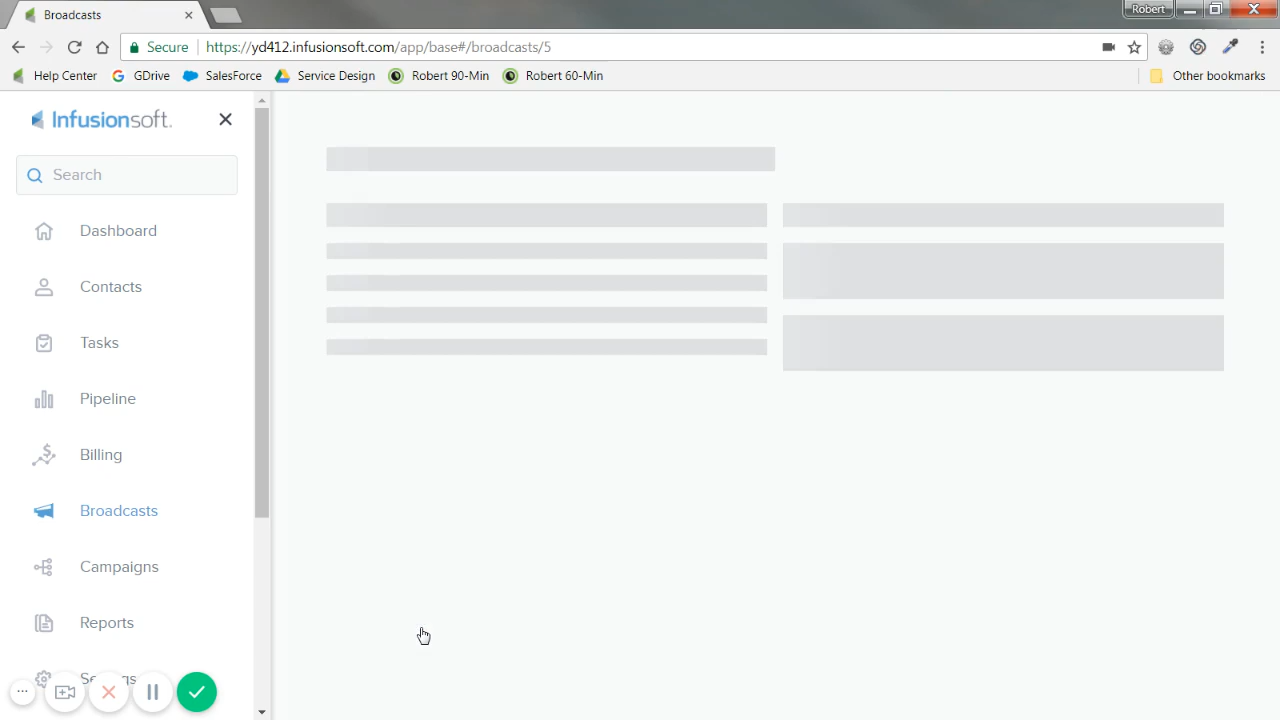 Broadcasts
Robert
Secure
https://yd412.infusionsoft.com/app/base#/broadcasts/5
Help Center
GDrive
SalesForce
Service Design
Robert 90-Min
Robert 60-Min
Other bookmarks
Infusionsoft.
Search
Dashboard
Contacts
Tasks
Pipeline
Billing
Broadcasts
Campaigns
Reports